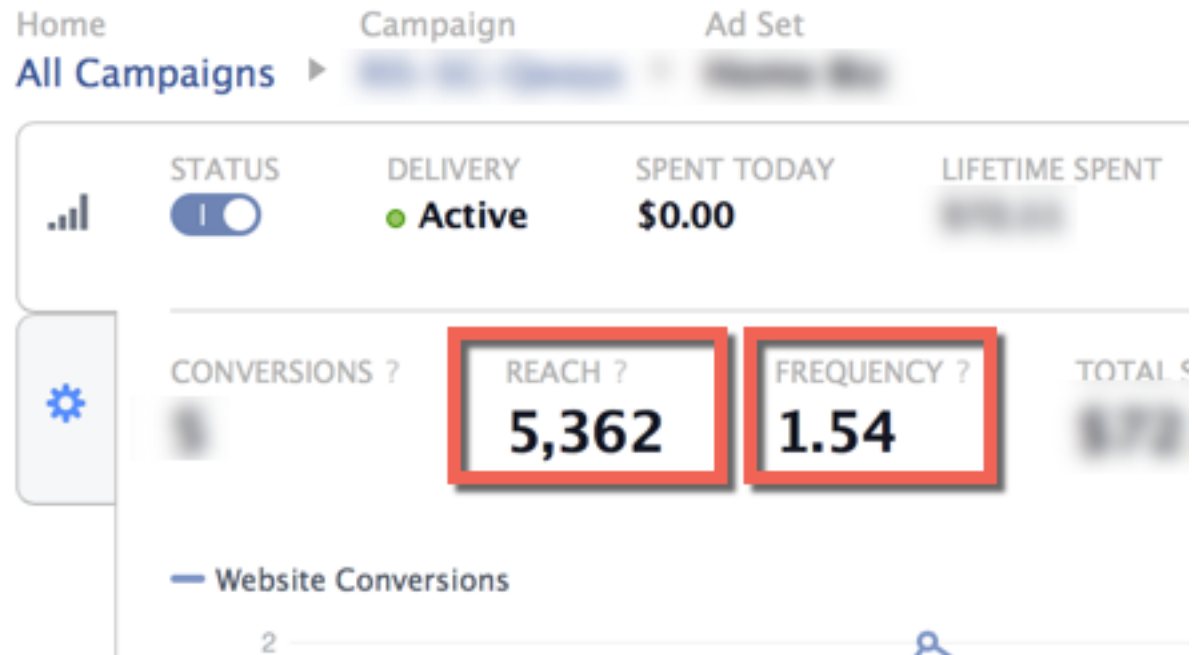 Home Campaign Ad Set
All Campaigns
STATUS DELIVERY SPENT TODAY LIFETIME SPENT
Active $0.00
CONVERSIONS ? REACH ? FREQUENCY ? TOTAL
5,362 1.54
Website Conversions
2